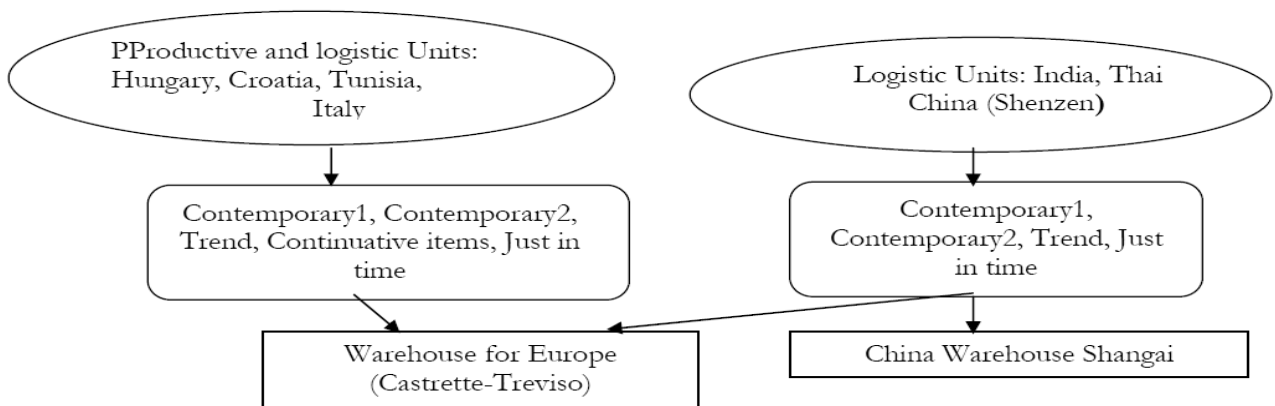 PProductive and logistic Units:
Hungary, Croatia, Tunisia,
Italy
Logistic Units: India, Thai
China (Shenzen)
Contemporary1, Contemporary2,
Trend, Continuative items, Just in
time
Contemporary1,
Contemporary2, Trend, Just
in time
Warehouse for Europe
(Castrette-Treviso)
China Warehouse Shangai